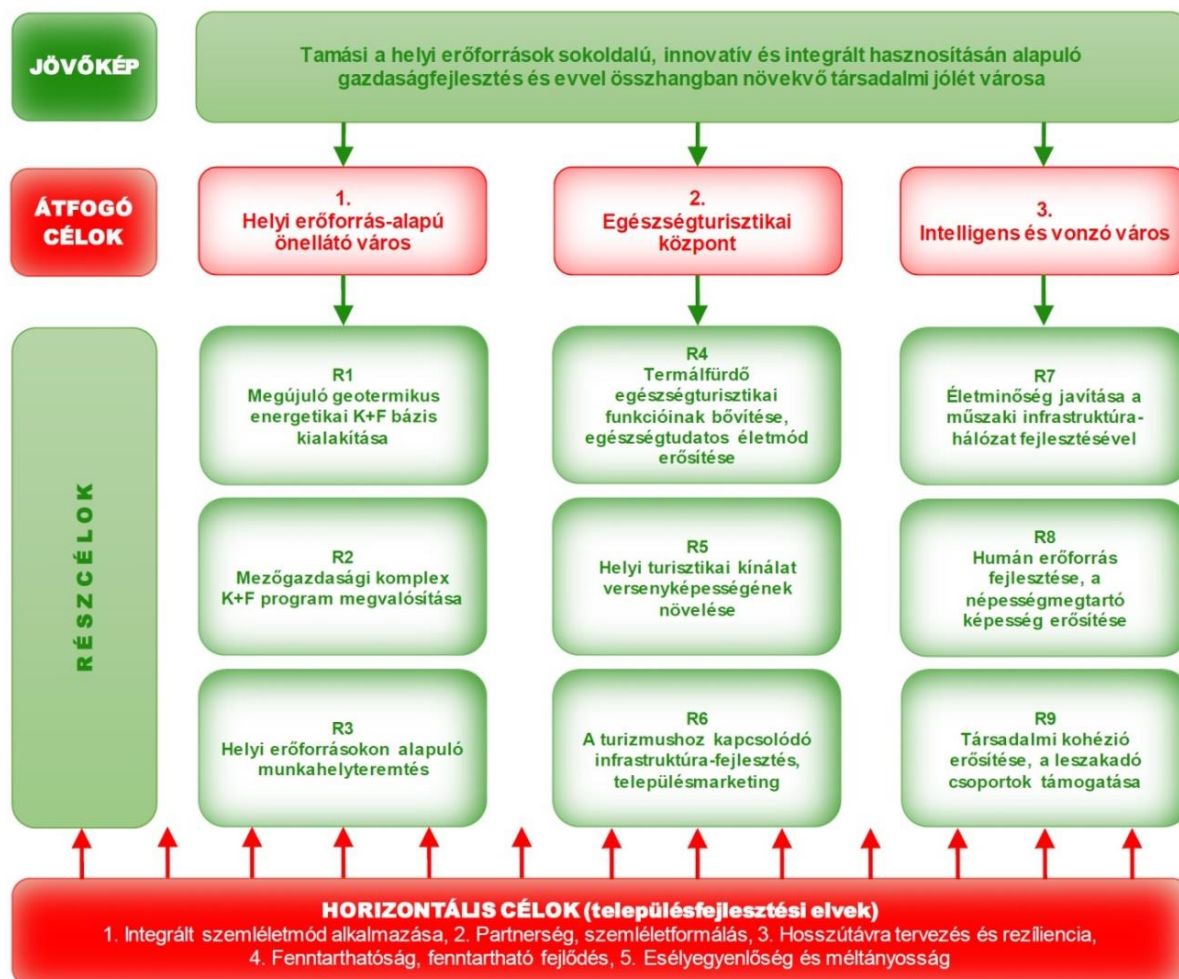 JÖVŐKÉP
Tamási a helyi erőforrások sokoldalú, innovatív és integrált hasznosításán alapuló
gazdaságfejlesztés és evvel összhangban növekvő társadalmi jólét városa
ÁTFOGÓ
CÉLOK
1.
Helyi erőforrás-alapú
önellátó város
2.
Egészségturisztikai
központ
3.
Intelligens és vonzó város
RÉSZCÉLOK
R1
Megújuló geotermikus
energetikai K+F bázis
kialakítása
R4
Termálfürdő
egészségturisztikai
funkcióinak bővítése,
egészségtudatos életmód
erősítése
R7
Életminőség javítása a
műszaki infrastruktúra-
hálózat fejlesztésével
R2
Mezőgazdasági komplex
K+F program megvalósítása
R5
Helyi turisztikai kínálat
versenyképességének
növelése
R8
Humán erőforrás
fejlesztése, a
népességmegtartó
képesség erősítése
R3
Helyi erőforrásokon alapuló
munkahelyteremtés
R6
A turizmushoz kapcsolódó
infrastruktúra-fejlesztés,
településmarketing
R9
Társadalmi kohézió
erősítése, a leszakadó
csoportok támogatása
HORIZONTÁLIS CÉLOK (településfejlesztési elvek)
1. Integrált szemléletmód alkalmazása, 2. Partnerség, szemléletformálás, 3. Hosszútávra tervezés és rezíliencia,
4. Fenntarthatóság, fenntartható fejlődés, 5. Esélyegyenlőség és méltányosság